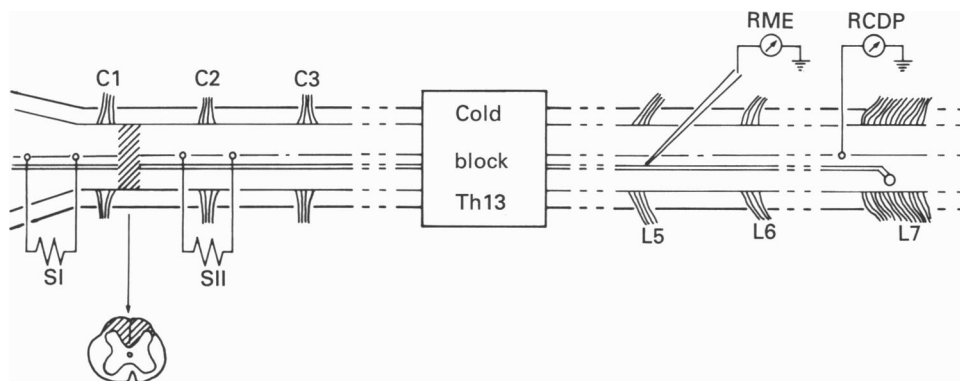 RME
RCDP
C1
C2
C3
Cold
block
Th13
L5
L6
L7
SI
SII